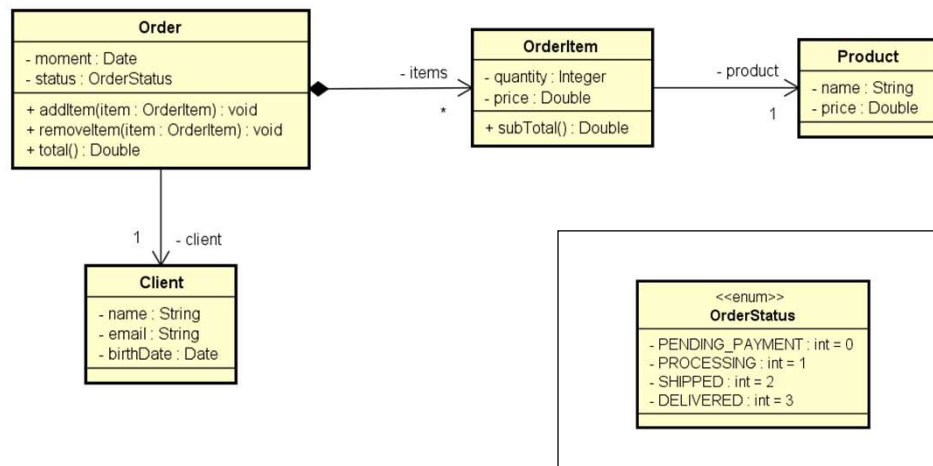 Order
- moment : Date
- status : OrderStatus
+ addItem(item : OrderItem) : void
+ removeItem(item : OrderItem) : void
+ total() : Double
- items
*
OrderItem
- quantity : Integer
- price : Double
+ subTotal() : Double
- product
1
Product
- name : String
- price : Double
1
- client
Client
- name : String
- email : String
- birthDate : Date
<<enum>>
OrderStatus
- PENDING_PAYMENT : int = 0
- PROCESSING : int = 1
- SHIPPED : int = 2
- DELIVERED : int = 3